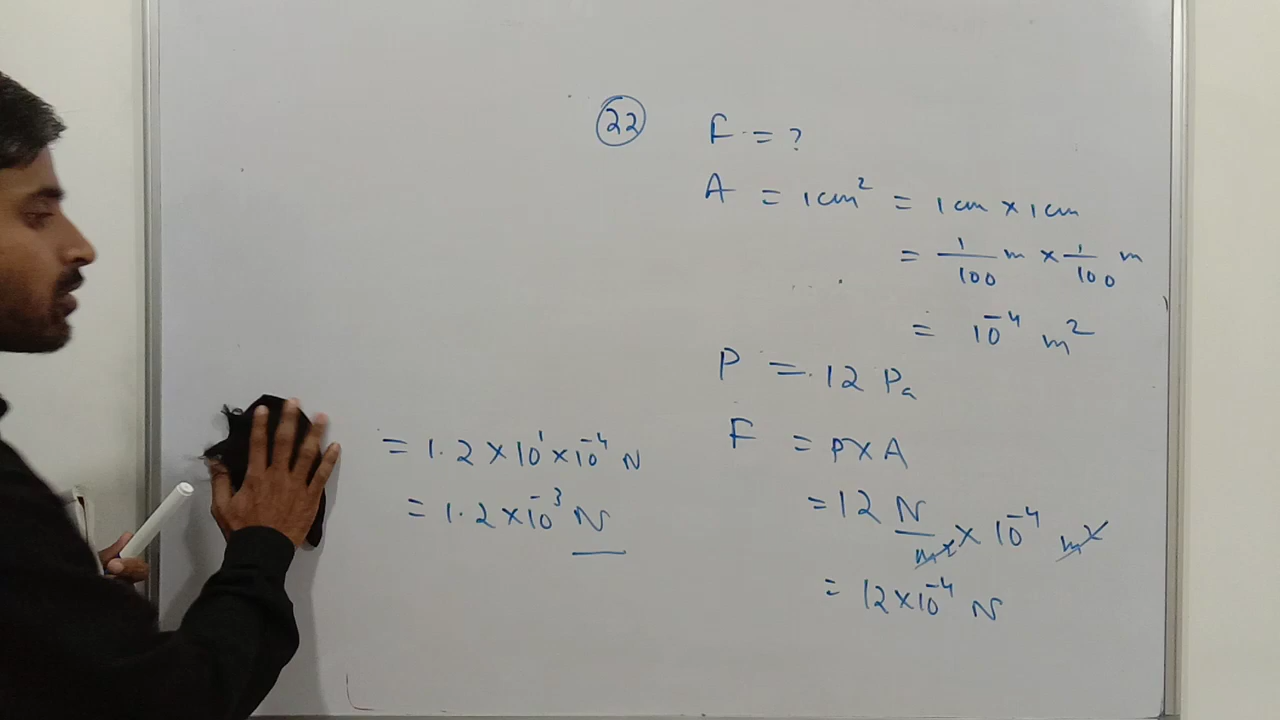 22 F = ?
A = 1cm² = 1cm × 1cm
= 1/100 m × 1/100 m
= 10⁻⁴ m²
P = 12 Pa
F = P×A
= 12 N/m² × 10⁻⁴ m²
= 12×10⁻⁴ N
= 1.2×10¹×10⁻⁴ N
= 1.2×10⁻³ N